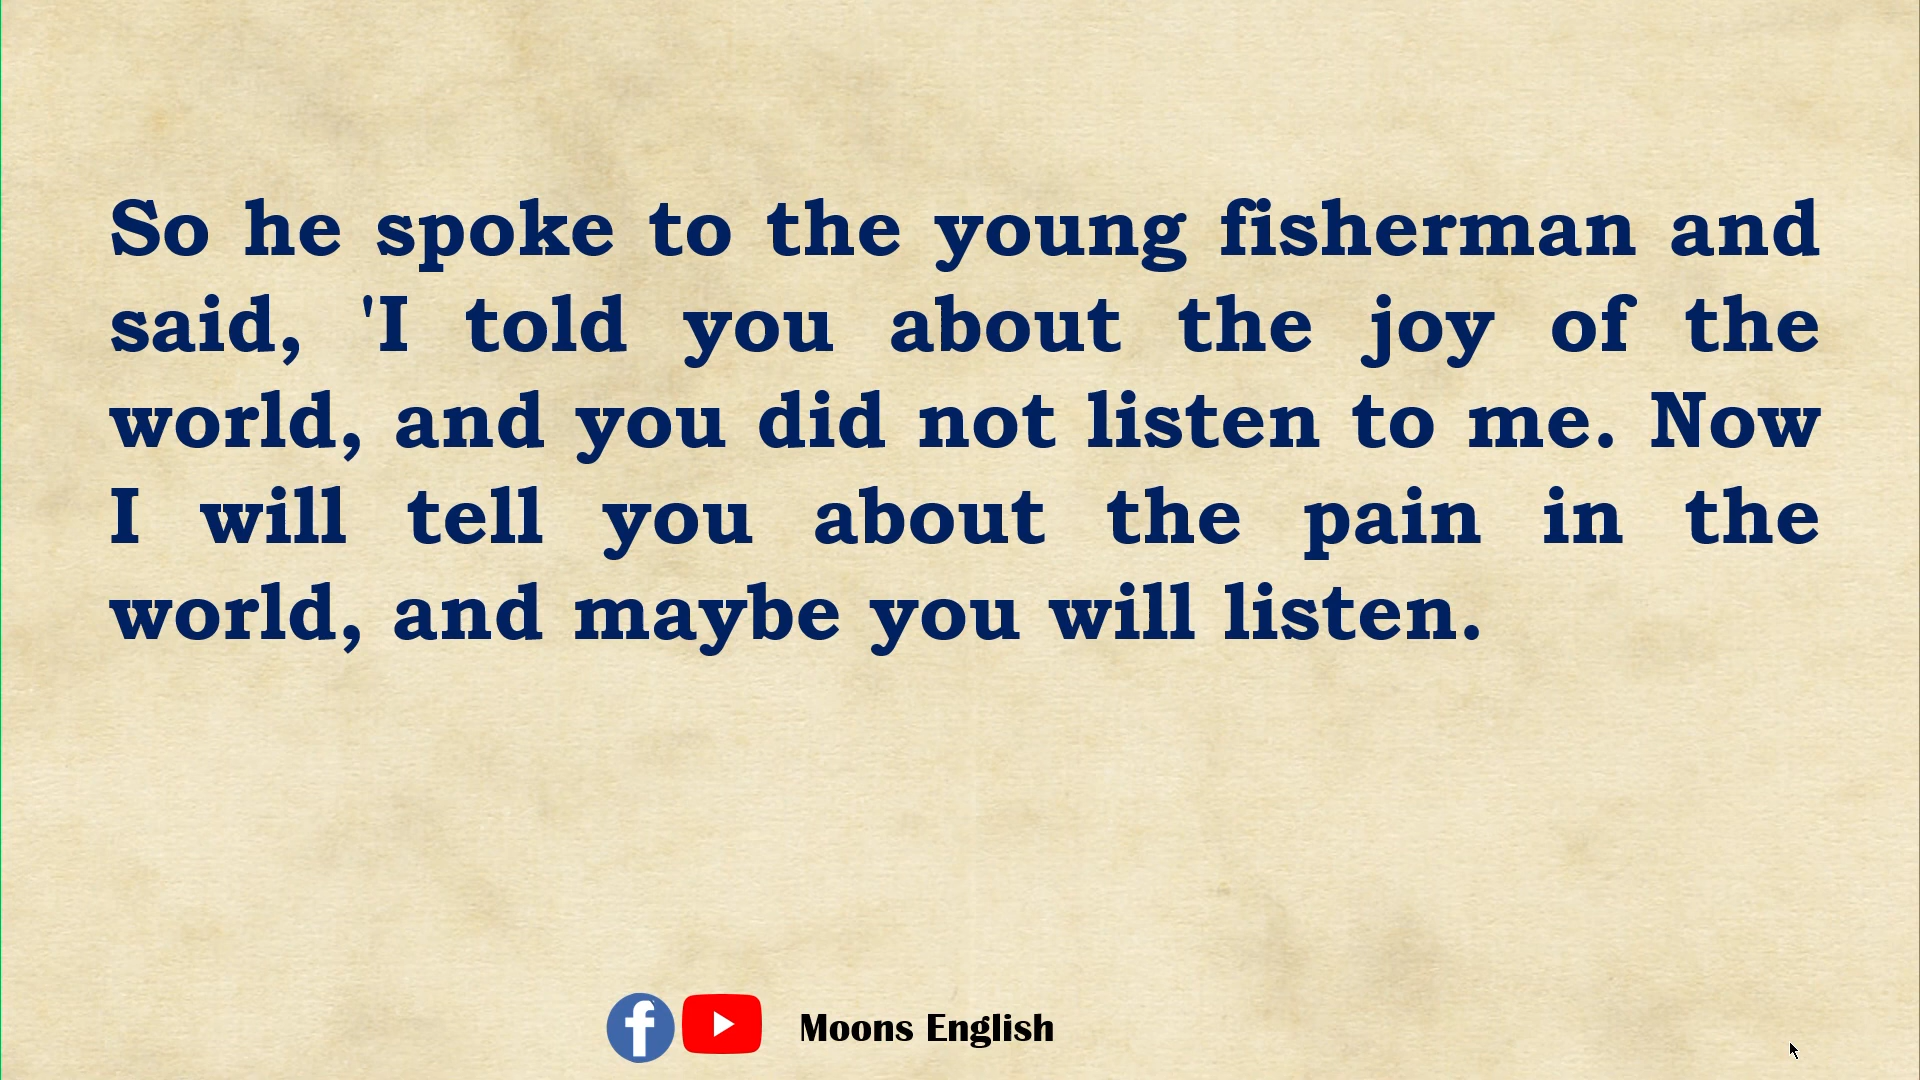 So he spoke to the young fisherman and
said, 'I told you about the joy of the
world, and you did not listen to me. Now
I will tell you about the pain in the
world, and maybe you will listen.
Moons English